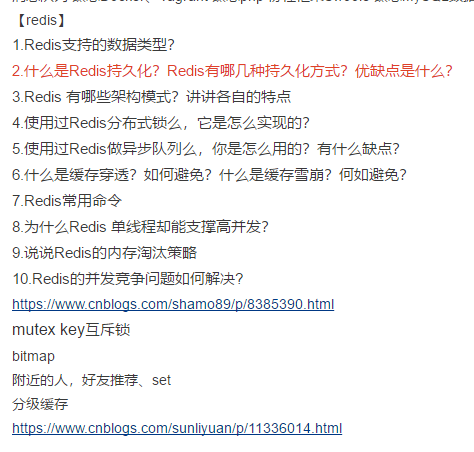 【redis】
1.Redis支持的数据类型?
2.什么是Redis持久化？Redis有哪几种持久化方式？优缺点是什么？
3.Redis 有哪些架构模式？讲讲各自的特点
4.使用过Redis分布式锁么，它是怎么实现的？
5.使用过Redis做异步队列么，你是怎么用的？有什么缺点？
6.什么是缓存穿透？如何避免？什么是缓存雪崩？何如避免？
7.Redis常用命令
8.为什么Redis 单线程却能支撑高并发？
9.说说Redis的内存淘汰策略
10.Redis的并发竞争问题如何解决?
https://www.cnblogs.com/shamo89/p/8385390.html
mutex key互斥锁
bitmap
附近的人，好友推荐、set
分级缓存
https://www.cnblogs.com/sunliyuan/p/11336014.html